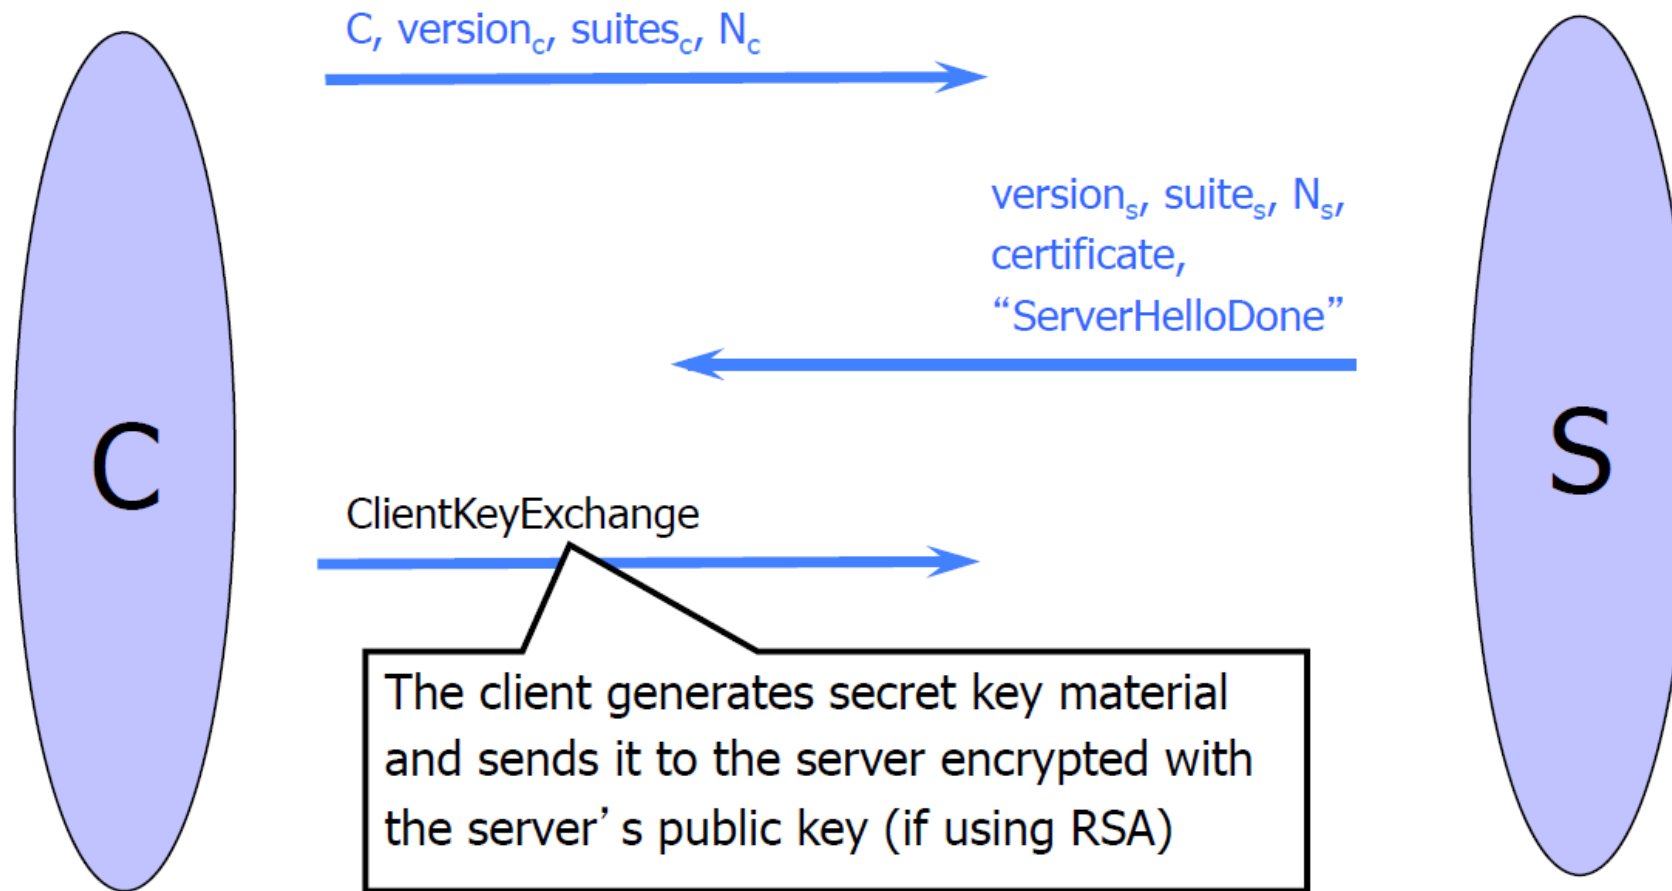 C, version_c, suites_c, N_c
version_s, suite_s, N_s,
certificate,
“ServerHelloDone”
C
S
ClientKeyExchange
The client generates secret key material
and sends it to the server encrypted with
the server’s public key (if using RSA)